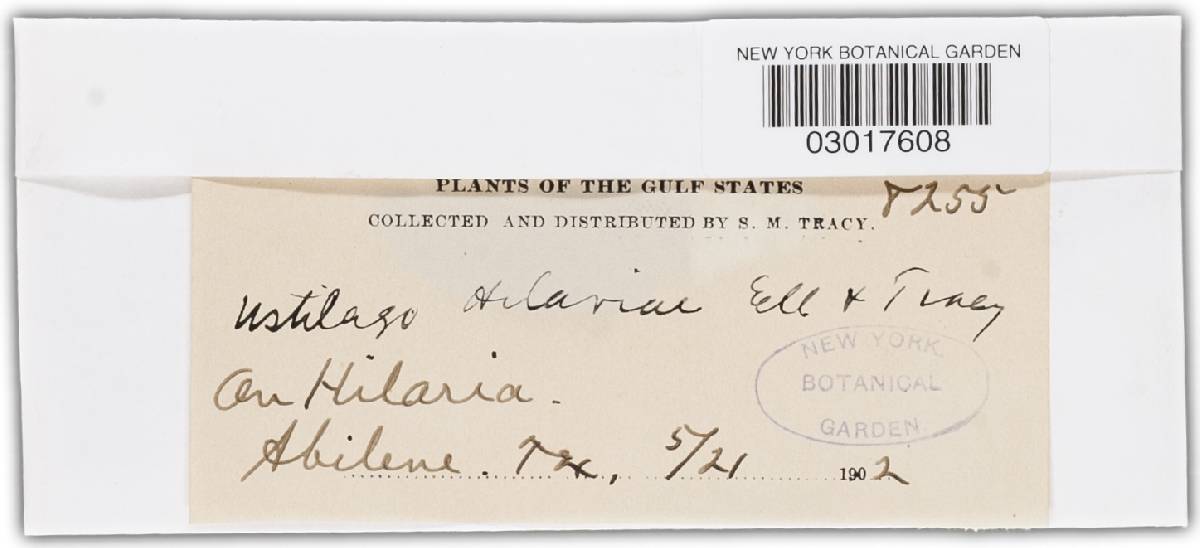 NEW YORK BOTANICAL GARDEN
03017608
PLANTS OF THE GULF STATES
8255
COLLECTED AND DISTRIBUTED BY S. M. TRACY.
Ustilago Hilariae Ell & Tracy
On Hilaria.
Abilene. Tex, 5/21 1902
NEW YORK
BOTANICAL
GARDEN